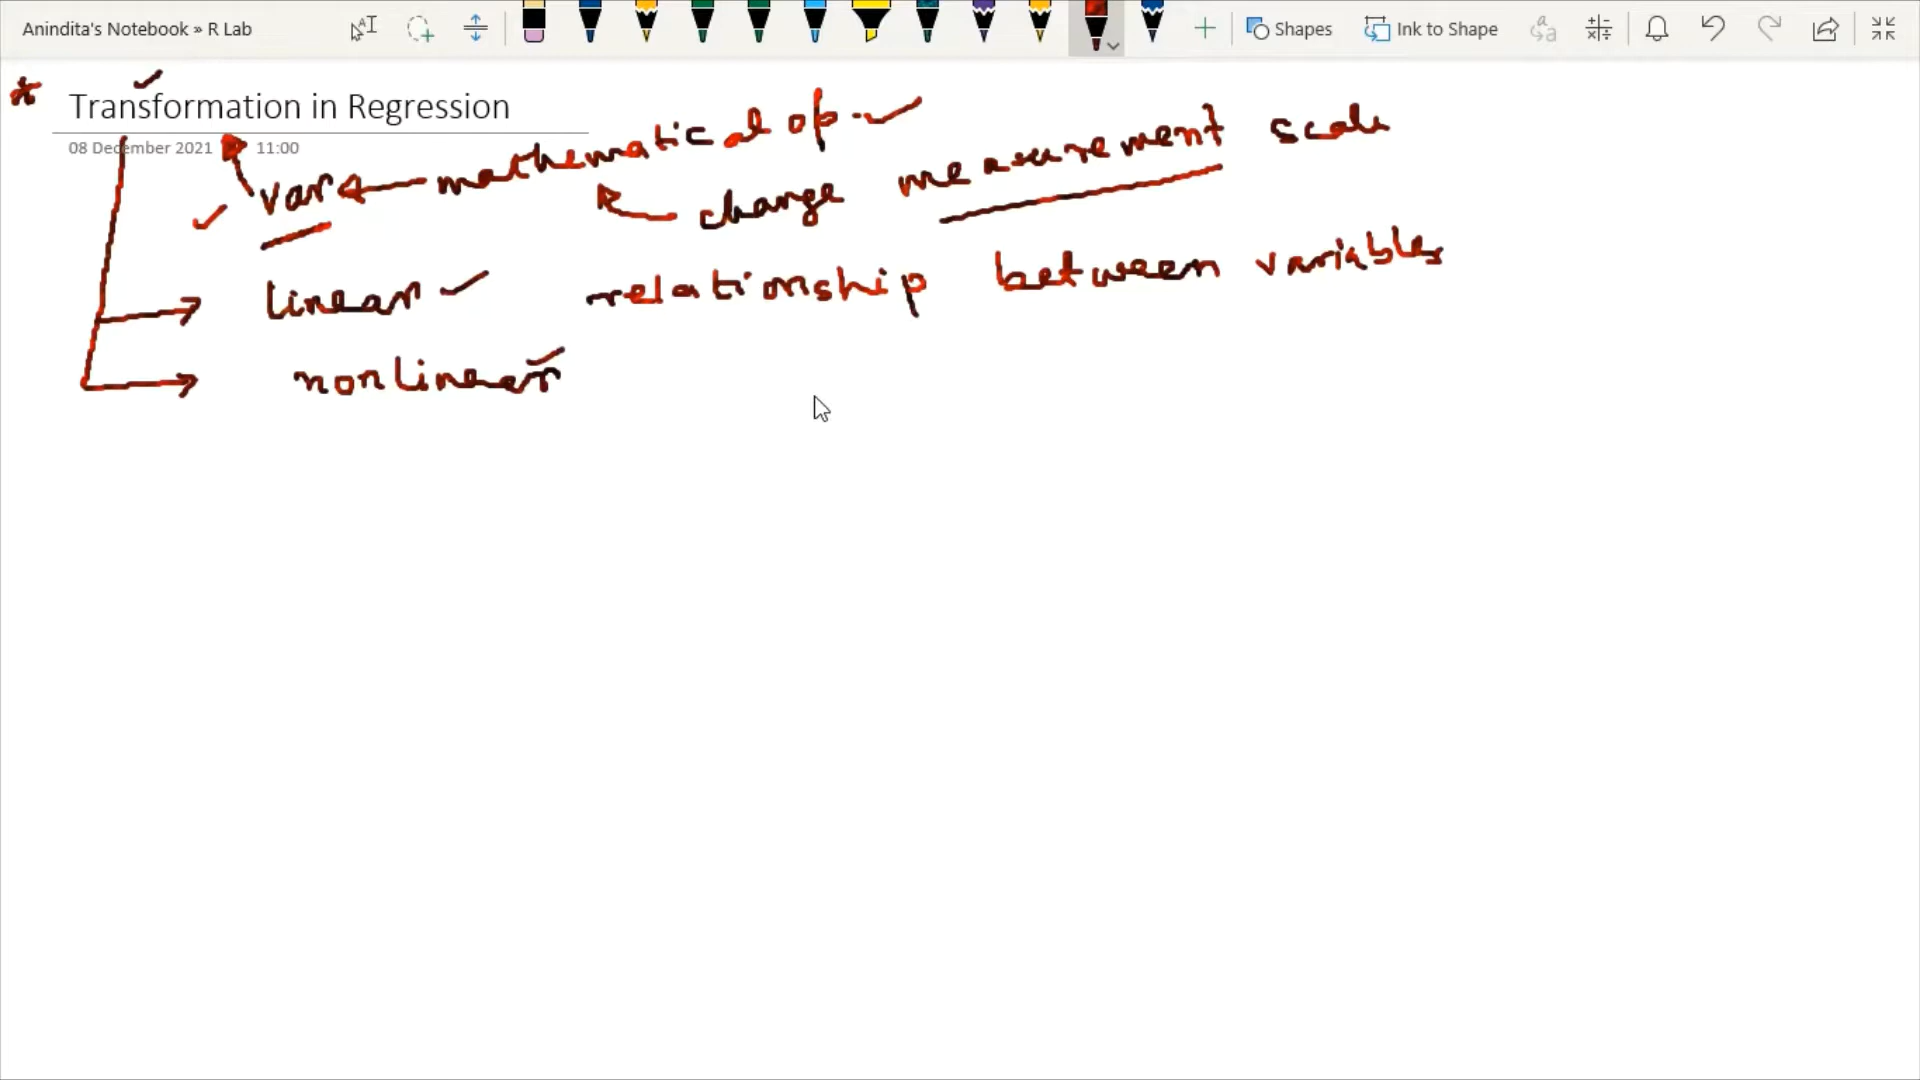 Anindita's Notebook » R Lab
Shapes
Ink to Shape
Transformation in Regression
08 December 2021 11:00
var mathematical op.
change measurement scale
linear relationship between variables
nonlinear